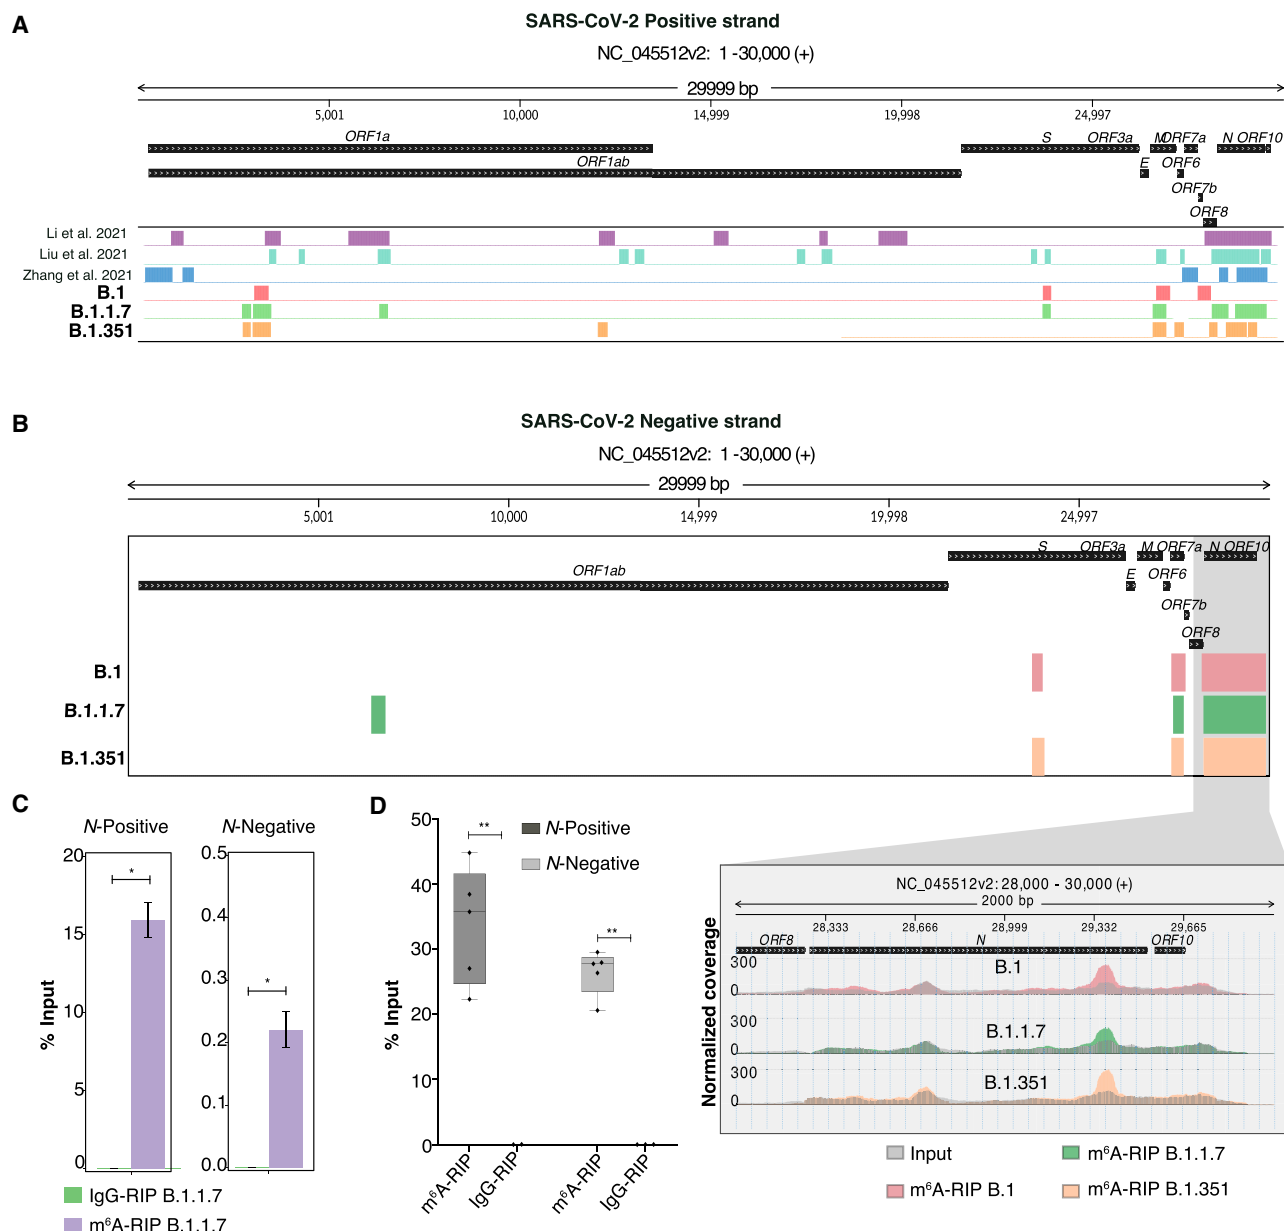 A
SARS-CoV-2 Positive strand
NC_045512v2: 1 -30,000 (+)
29999 bp
5,001 10,000 14,999 19,998 24,997
ORF1a S ORF3a M ORF7a N ORF10
ORF1ab E ORF6
ORF7b
ORF8
Li et al. 2021
Liu et al. 2021
Zhang et al. 2021
B.1
B.1.1.7
B.1.351
B
SARS-CoV-2 Negative strand
NC_045512v2: 1 -30,000 (+)
29999 bp
5,001 10,000 14,999 19,998 24,997
S ORF3a M ORF7a N ORF10
ORF1ab E ORF6
ORF7b
ORF8
B.1
B.1.1.7
B.1.351
C
N-Positive N-Negative
% Input
20
15
10
5
0
*
0.5
0.4
0.3
0.2
0.1
0.0
*
IgG-RIP B.1.1.7
m⁶A-RIP B.1.1.7
D
% Input
50
40
30
20
10
0
**
**
N-Positive
N-Negative
m⁶A-RIP IgG-RIP m⁶A-RIP IgG-RIP
NC_045512v2: 28,000 - 30,000 (+)
2000 bp
28,333 28,666 28,999 29,332 29,9,665
ORF8 N ORF10
Normalized coverage
300
0
B.1
300
0
B.1.1.7
300
0
B.1.351
Input m⁶A-RIP B.1.1.7
m⁶A-RIP B.1 m⁶A-RIP B.1.351